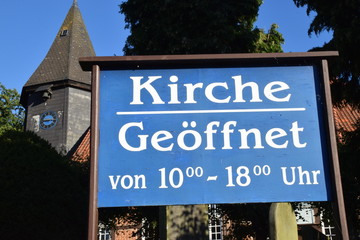 Kirche
Geöffnet
von 10⁰⁰ - 18⁰⁰ Uhr